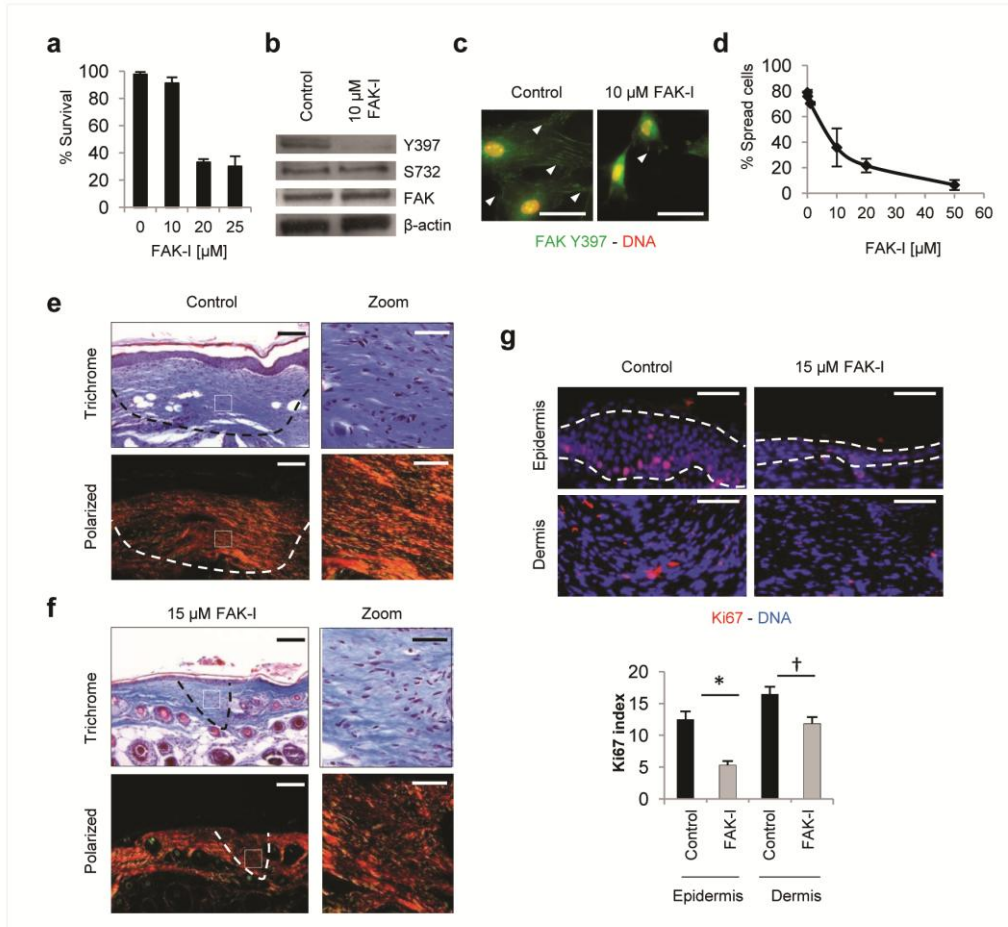 a
% Survival
100
80
60
40
20
0
0 10 20 25
FAK-I [µM]
b
Control
10 µM
FAK-I
Y397
S732
FAK
β-actin
c
Control 10 µM FAK-I
FAK Y397 - DNA
d
% Spread cells
100
80
60
40
20
0
0 10 20 30 40 50 60
FAK-I [µM]
e
Control Zoom
Trichrome
Polarized
f
15 µM FAK-I Zoom
Trichrome
Polarized
g
Control 15 µM FAK-I
Epidermis
Dermis
Ki67 - DNA
Ki67 index
20
15
10
5
0
* †
Control FAK-I Control FAK-I
Epidermis Dermis